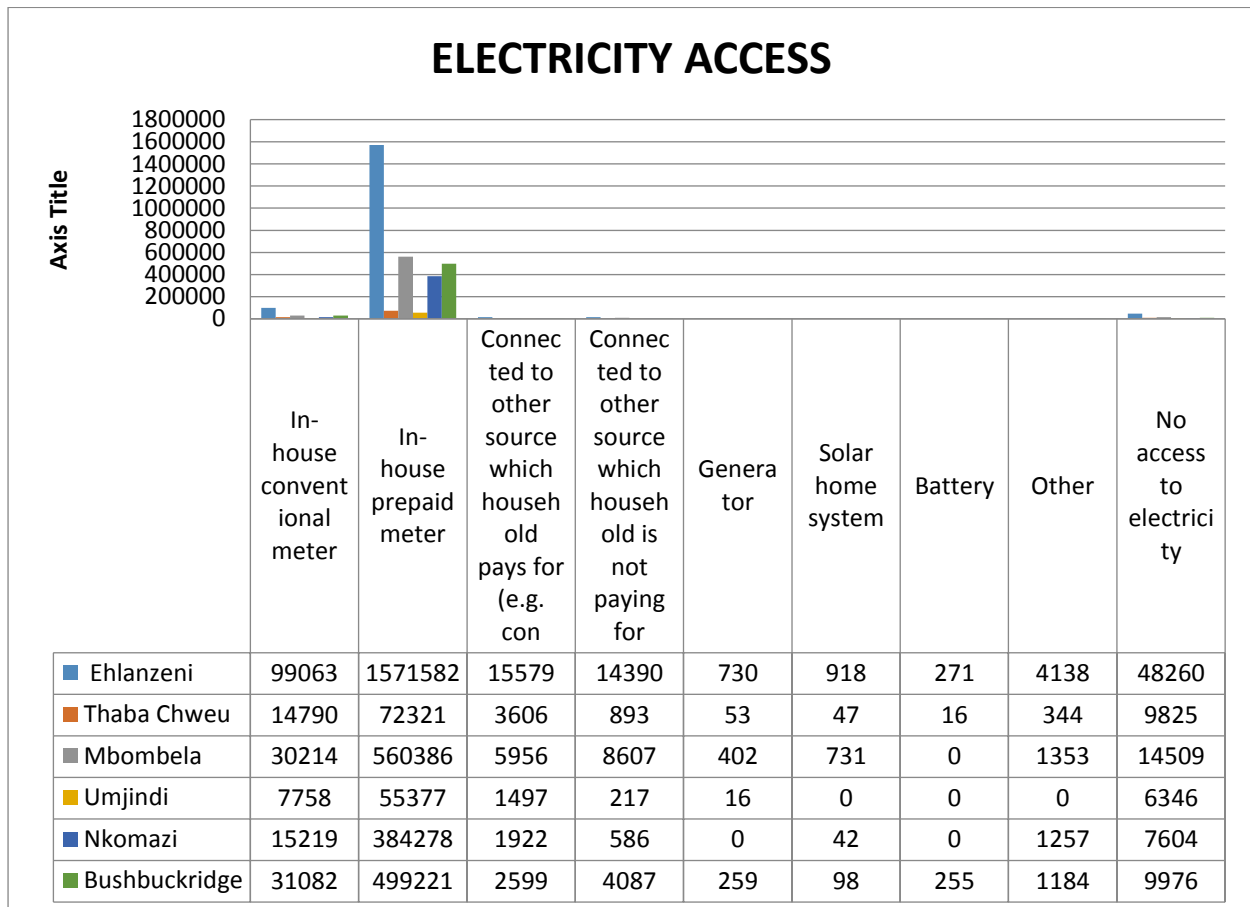 ELECTRICITY ACCESS
Axis Title
1800000
1600000
1400000
1200000
1000000
800000
600000
400000
200000
0
In-
house
convent
ional
meter
In-
house
prepaid
meter
Connec
ted to
other
source
which
househ
old
pays for
(e.g.
con
Connec
ted to
other
source
which
househ
old is
not
paying
for
Genera
tor
Solar
home
system
Battery
Other
No
access
to
electrici
ty
Ehlanzeni 99063 1571582 15579 14390 730 918 271 4138 48260
Thaba Chweu 14790 72321 3606 893 53 47 16 344 9825
Mbombela 30214 560386 5956 8607 402 731 0 1353 14509
Umjindi 7758 55377 1497 217 16 0 0 0 6346
Nkomazi 15219 384278 1922 586 0 42 0 1257 7604
Bushbuckridge 31082 499221 2599 4087 259 98 255 1184 9976